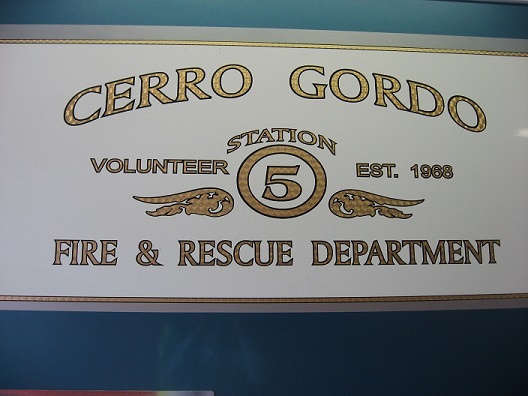 CERRO GORDO
STATION
VOLUNTEER 5 EST. 1968
FIRE & RESCUE DEPARTMENT